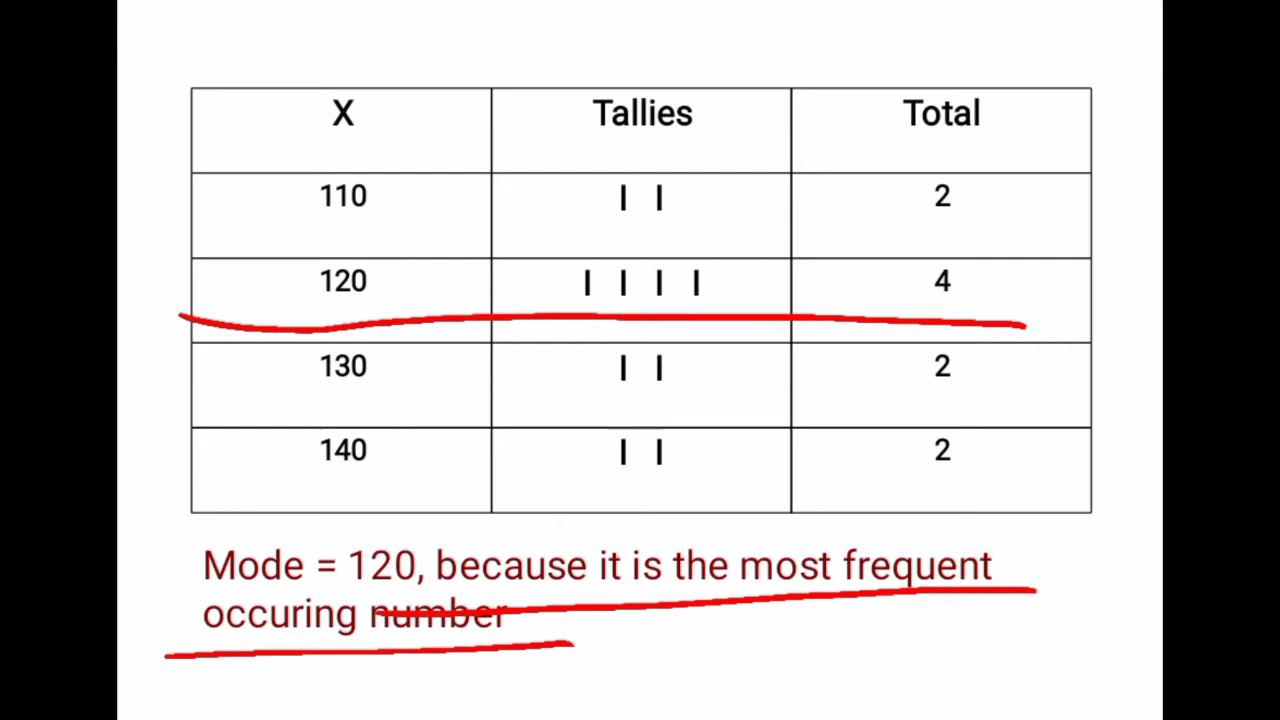 X Tallies Total
110 | | 2
120 | | | | 4
130 | | 2
140 | | 2
Mode = 120, because it is the most frequent
occuring number